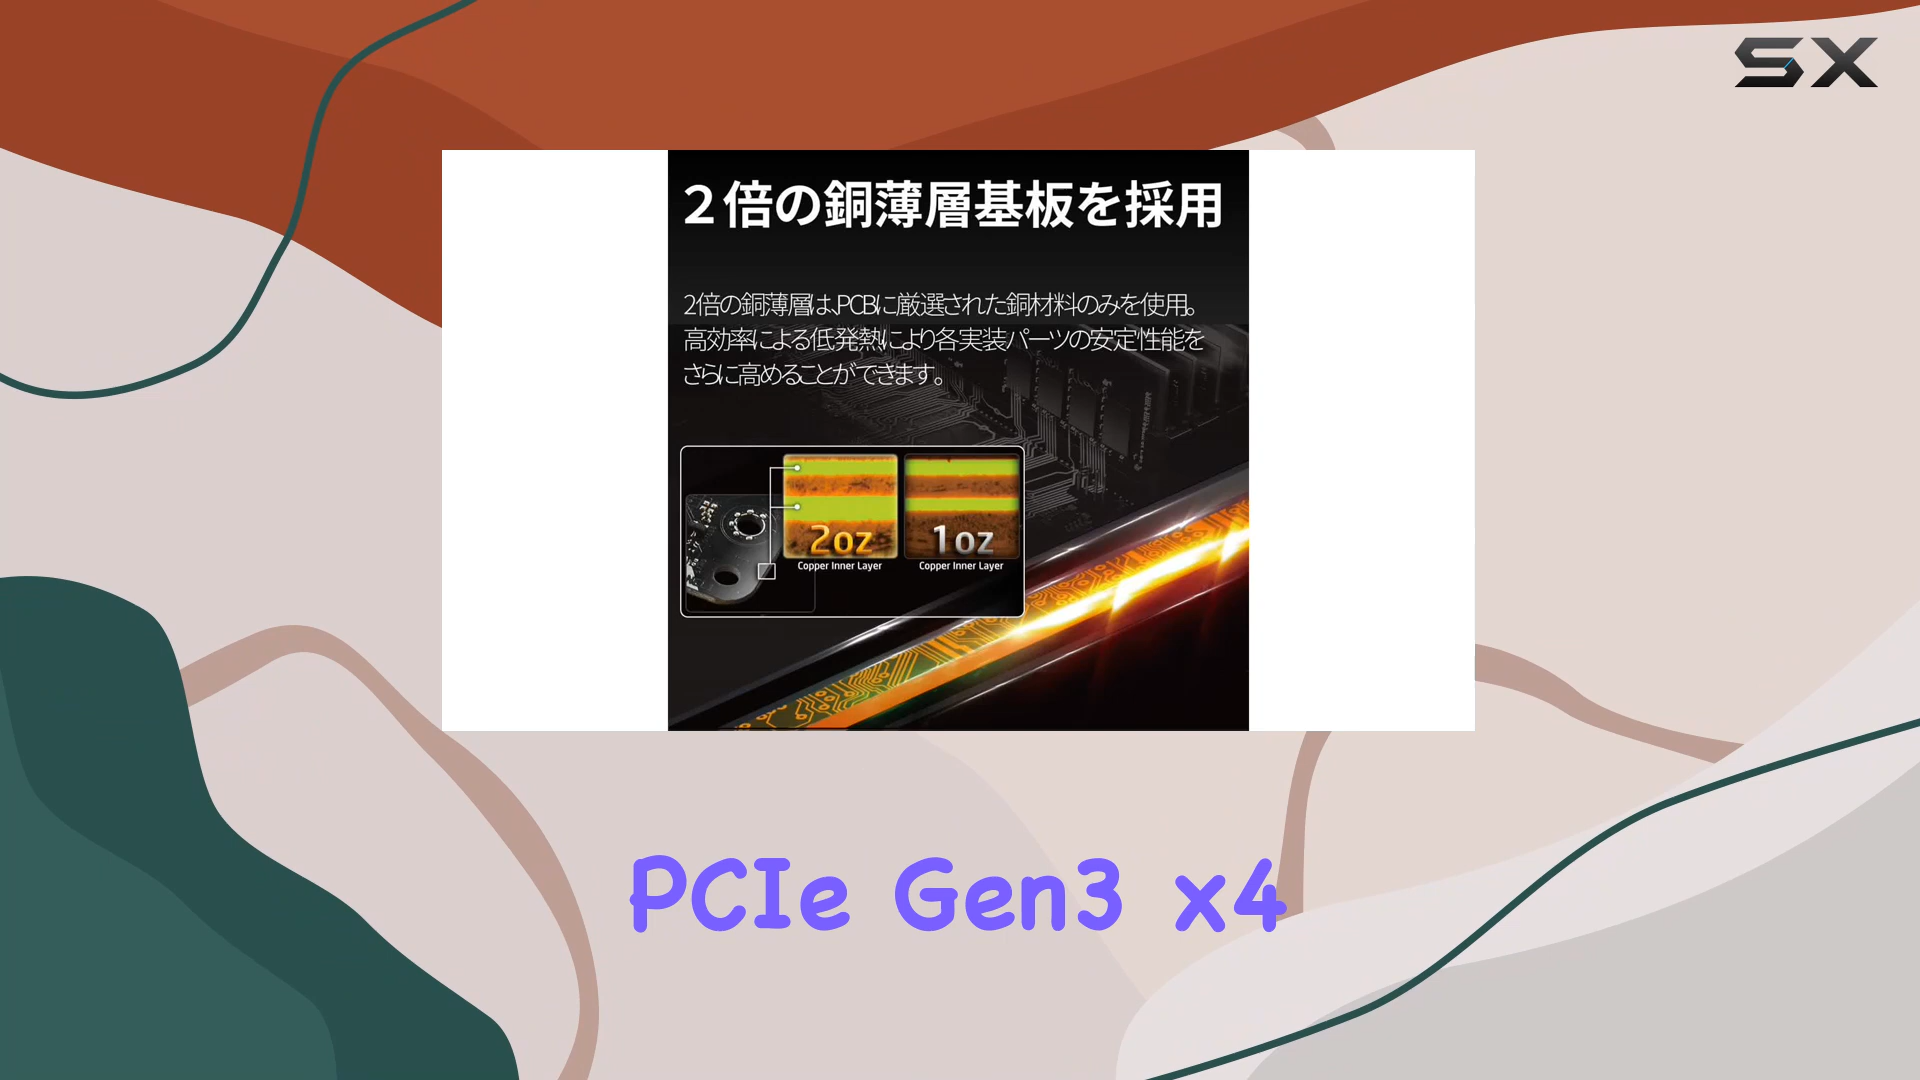 SX
２倍の銅薄層基板を採用
2倍の銅薄層は、PCBに厳選された銅材料のみを使用。
高効率による低発熱により各実装パーツの安定性能を
さらに高めることができます。
2oz 1oz
Copper Inner Layer Copper Inner Layer
PCIe Gen3 x4